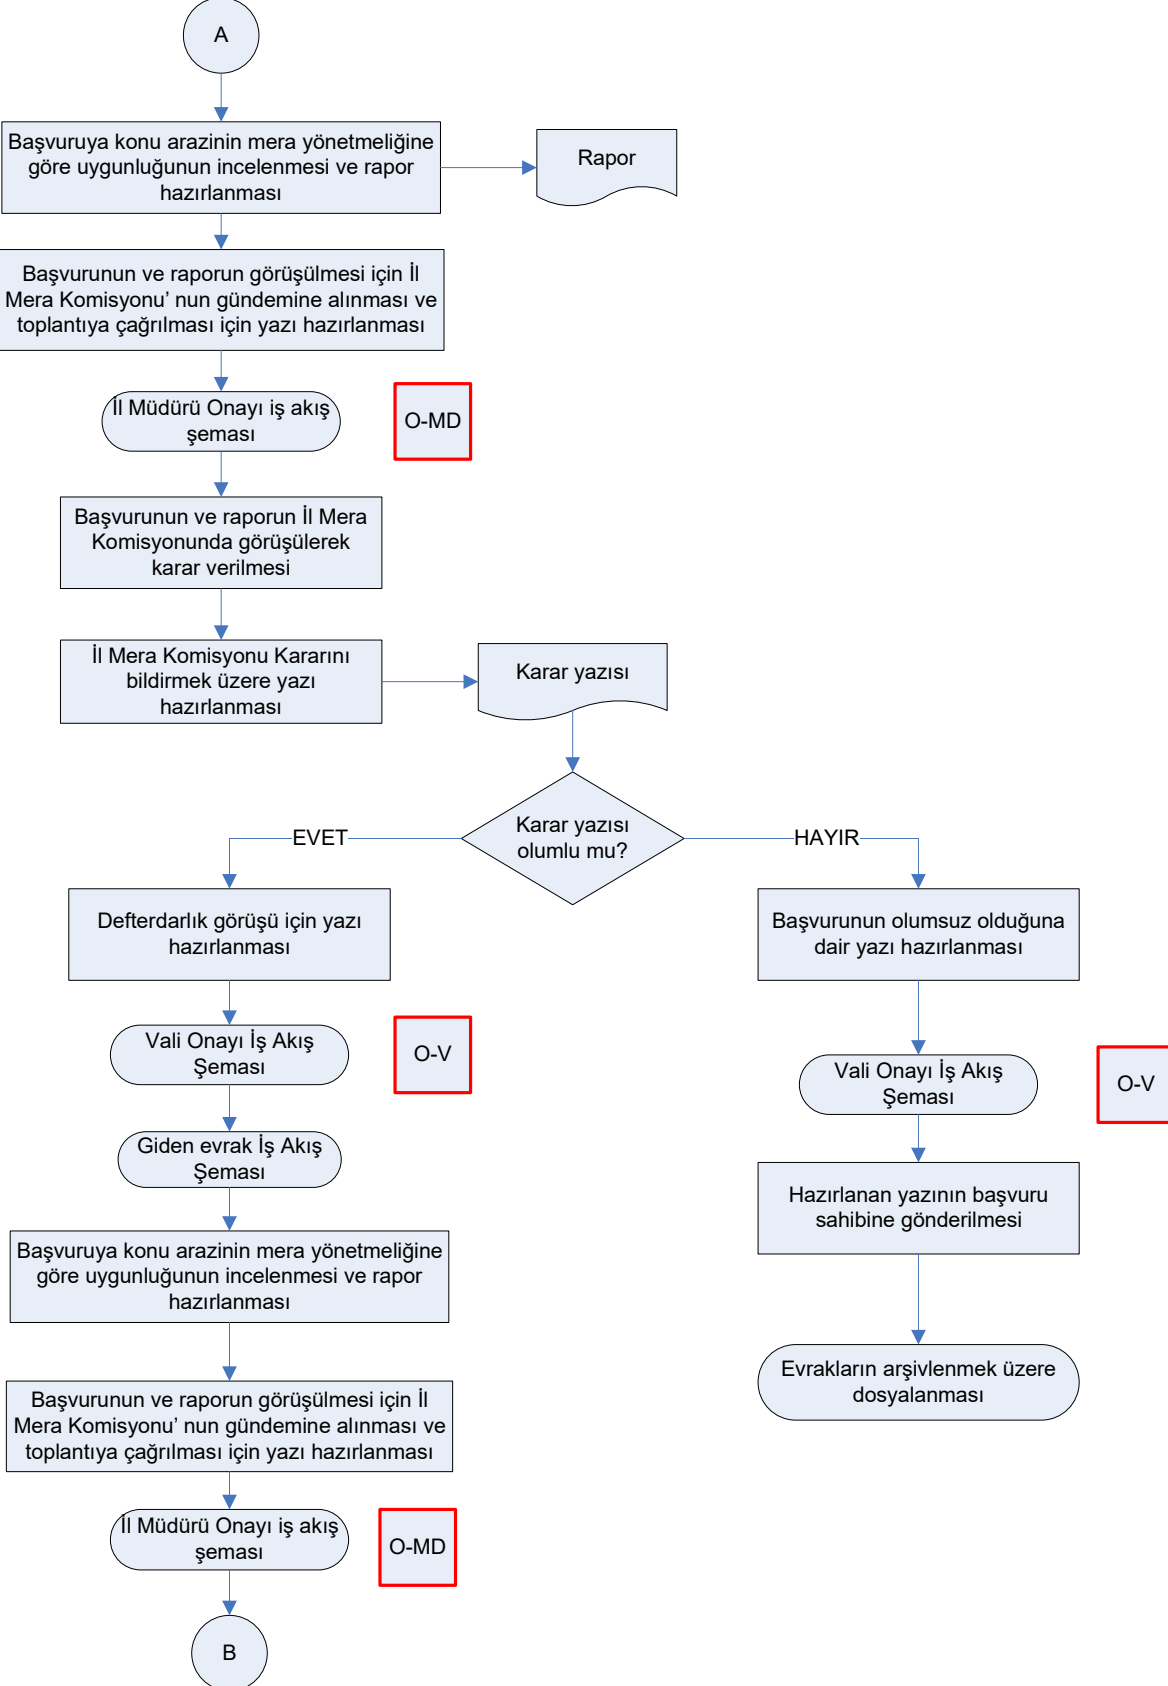 A
Başvuruya konu arazinin mera yönetmeliğine
göre uygunluğunun incelenmesi ve rapor
hazırlanması
Rapor
Başvurunun ve raporun görüşülmesi için İl
Mera Komisyonu’ nun gündemine alınması ve
toplantıya çağrılması için yazı hazırlanması
İl Müdürü Onayı iş akış
şeması
O-MD
Başvurunun ve raporun İl Mera
Komisyonunda görüşülerek
karar verilmesi
İl Mera Komisyonu Kararını
bildirmek üzere yazı
hazırlanması
Karar yazısı
Karar yazısı
olumlu mu?
EVET
HAYIR
Defterdarlık görüşü için yazı
hazırlanması
Vali Onayı İş Akış
Şeması
O-V
Giden evrak İş Akış
Şeması
Başvuruya konu arazinin mera yönetmeliğine
göre uygunluğunun incelenmesi ve rapor
hazırlanması
Başvurunun ve raporun görüşülmesi için İl
Mera Komisyonu’ nun gündemine alınması ve
toplantıya çağrılması için yazı hazırlanması
İl Müdürü Onayı iş akış
şeması
O-MD
B
Başvurunun olumsuz olduğuna
dair yazı hazırlanması
Vali Onayı İş Akış
Şeması
O-V
Hazırlanan yazının başvuru
sahibine gönderilmesi
Evrakların arşivlenmek üzere
dosyalanması